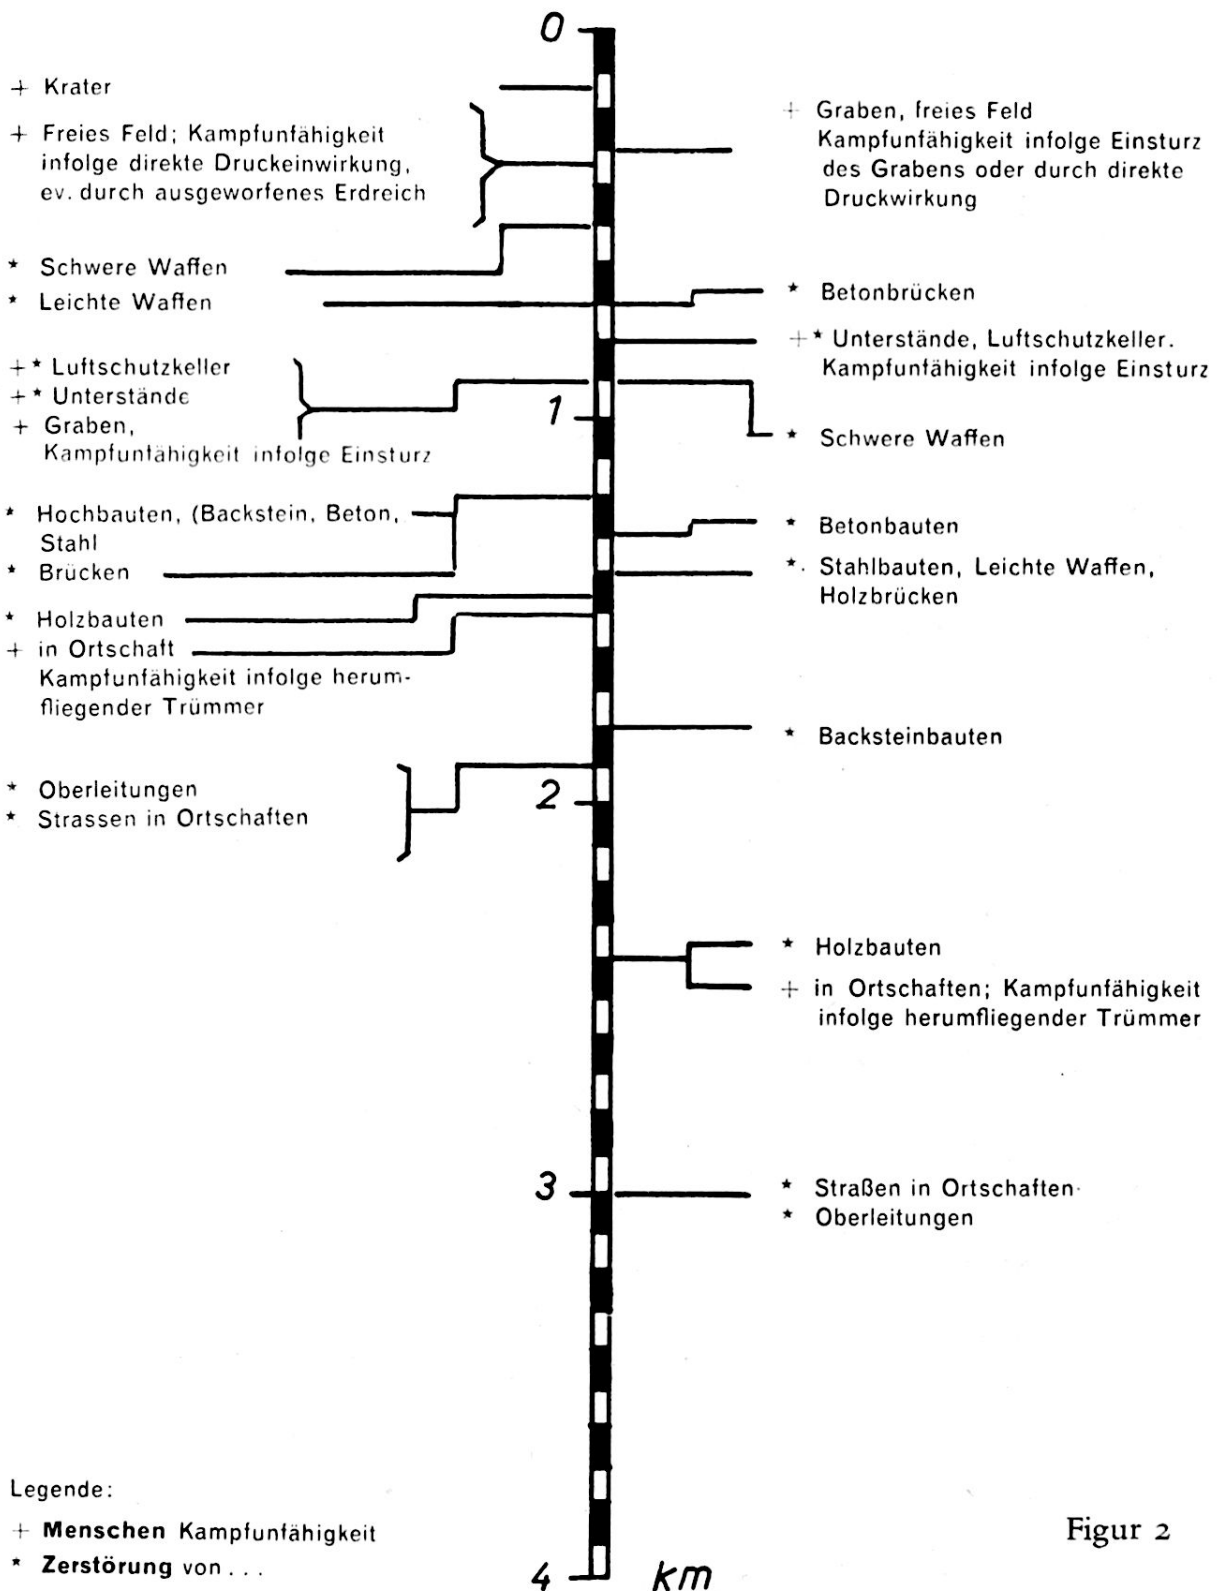 0
+ Krater
+ Freies Feld; Kampfunfähigkeit
infolge direkte Druckeinwirkung,
ev. durch ausgeworfenes Erdreich
* Schwere Waffen
* Leichte Waffen
+* Luftschutzkeller
+* Unterstände
+ Graben,
Kampfunfähigkeit infolge Einsturz
* Hochbauten, (Backstein, Beton,
Stahl
* Brücken
* Holzbauten
+ in Ortschaft
Kampfunfähigkeit infolge herum-
fliegender Trümmer
* Oberleitungen
* Strassen in Ortschaften
1
2
3
4 km
+ Graben, freies Feld
Kampfunfähigkeit infolge Einsturz
des Grabens oder durch direkte
Druckwirkung
* Betonbrücken
+* Unterstände, Luftschutzkeller.
Kampfunfähigkeit infolge Einsturz
* Schwere Waffen
* Betonbauten
*. Stahlbauten, Leichte Waffen,
Holzbrücken
* Backsteinbauten
* Holzbauten
+ in Ortschaften; Kampfunfähigkeit
infolge herumfliegender Trümmer
* Straßen in Ortschaften
* Oberleitungen
Legende:
+ Menschen Kampfunfähigkeit
* Zerstörung von ...
Figur 2